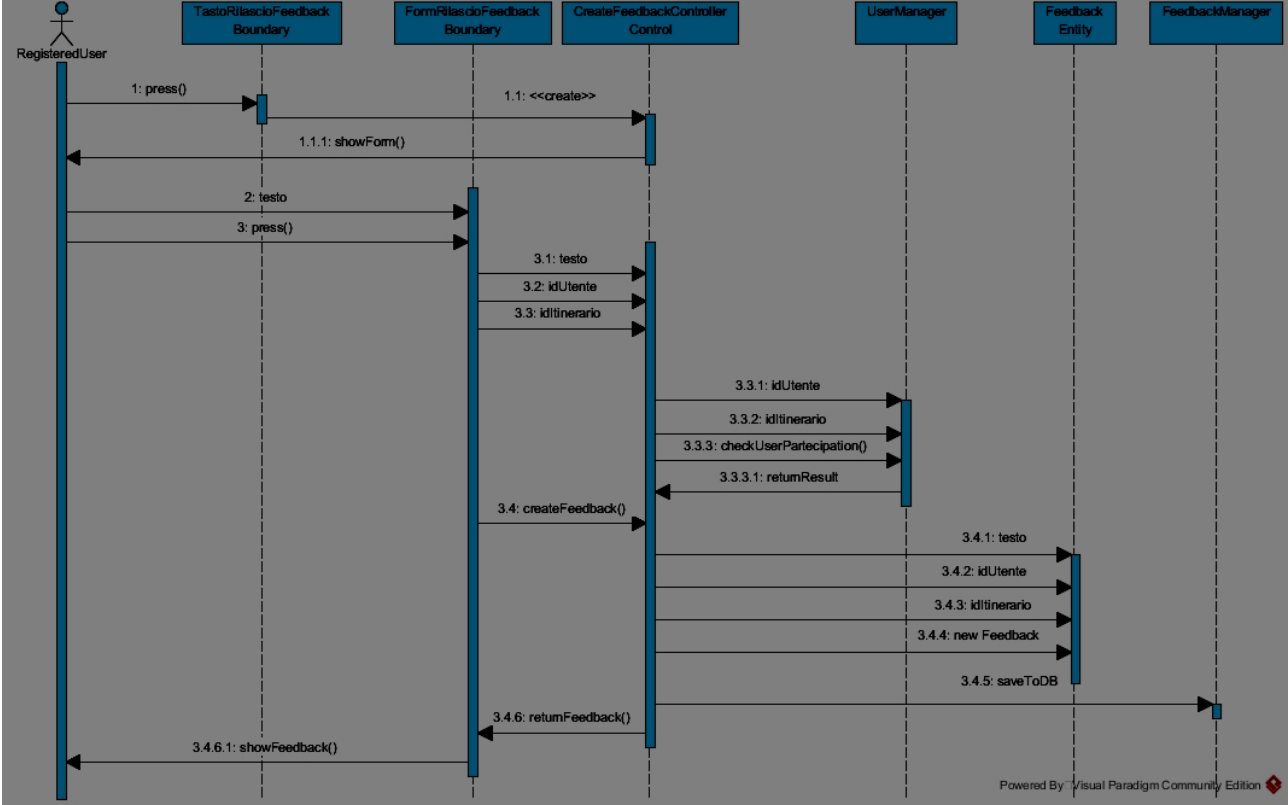 TastoRilascioFeedback
Boundary
FormRilascioFeedback
Boundary
CreateFeedbackController
Control
UserManager
Feedback
Entity
FeedbackManager
RegisteredUser
1: press()
1.1: <<create>>
1.1.1: showForm()
2: testo
3: press()
3.1: testo
3.2: idUtente
3.3: idItinerario
3.3.1: idUtente
3.3.2: idItinerario
3.3.3: checkUserPartecipation()
3.3.3.1: returnResult
3.4: createFeedback()
3.4.1: testo
3.4.2: idUtente
3.4.3: idItinerario
3.4.4: new Feedback
3.4.5: saveToDB
3.4.6: returnFeedback()
3.4.6.1: showFeedback()
Powered By Visual Paradigm Community Edition